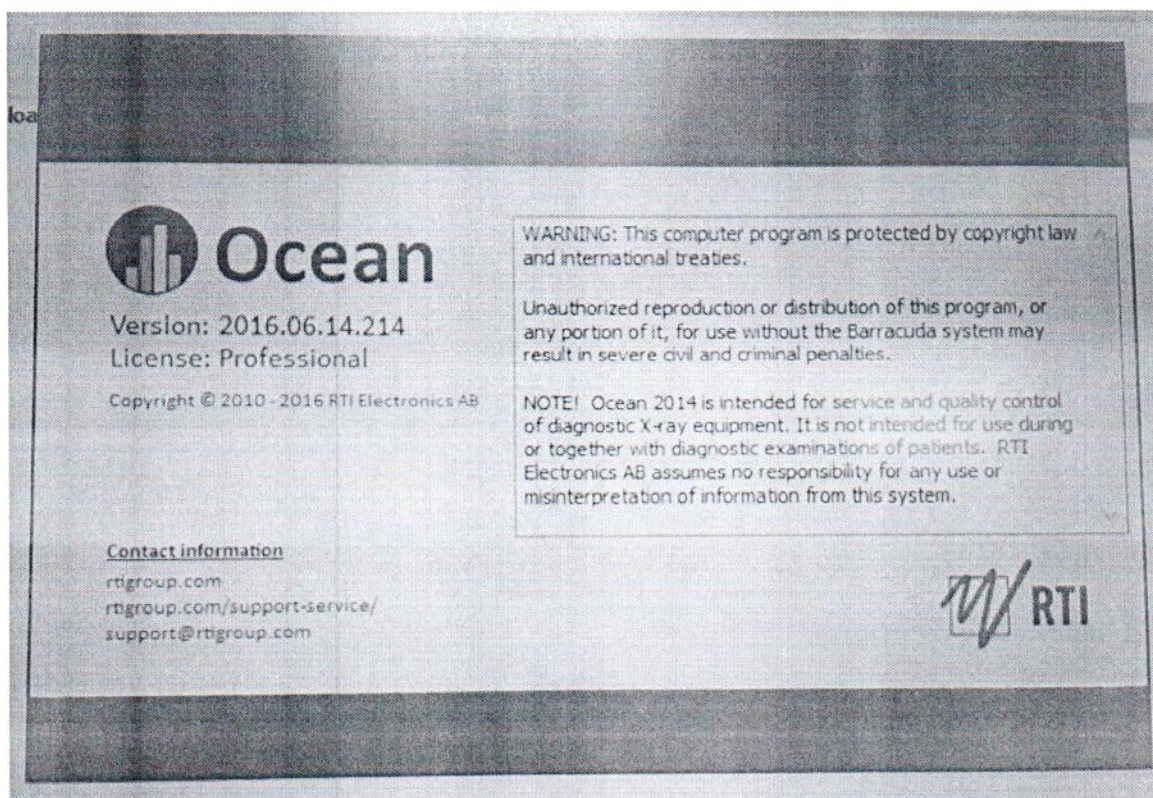 loa
Ocean
Version: 2016.06.14.214
License: Professional
Copyright © 2010 - 2016 RTI Electronics AB
Contact information
rtigroup.com
rtigroup.com/support-service/
support@rtigroup.com
WARNING: This computer program is protected by copyright law
and international treaties.
Unauthorized reproduction or distribution of this program, or
any portion of it, for use without the Barracuda system may
result in severe civil and criminal penalties.
NOTE! Ocean 2014 is intended for service and quality control
of diagnostic X-ray equipment. It is not intended for use during
or together with diagnostic examinations of patients. RTI
Electronics AB assumes no responsibility for any use or
misinterpretation of information from this system.
RTI